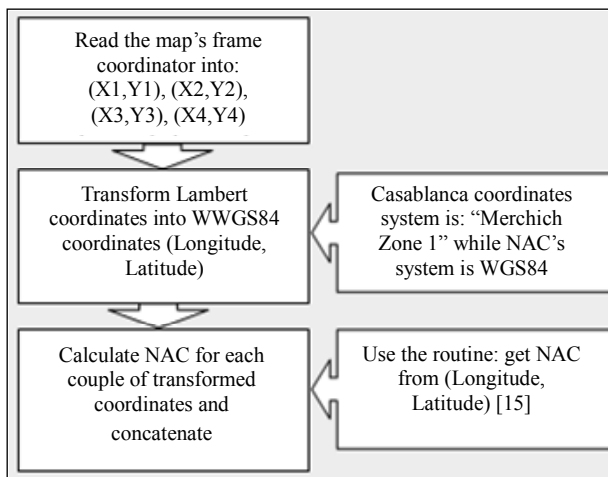 Read the map's frame
coordinator into:
(X1,Y1), (X2,Y2),
(X3,Y3), (X4,Y4)
Transform Lambert
coordinates into WWGS84
coordinates (Longitude,
Latitude)
Casablanca coordinates
system is: “Merchich
Zone 1” while NAC's
system is WGS84
Calculate NAC for each
couple of transformed
coordinates and
concatenate
Use the routine: get NAC
from (Longitude,
Latitude) [15]